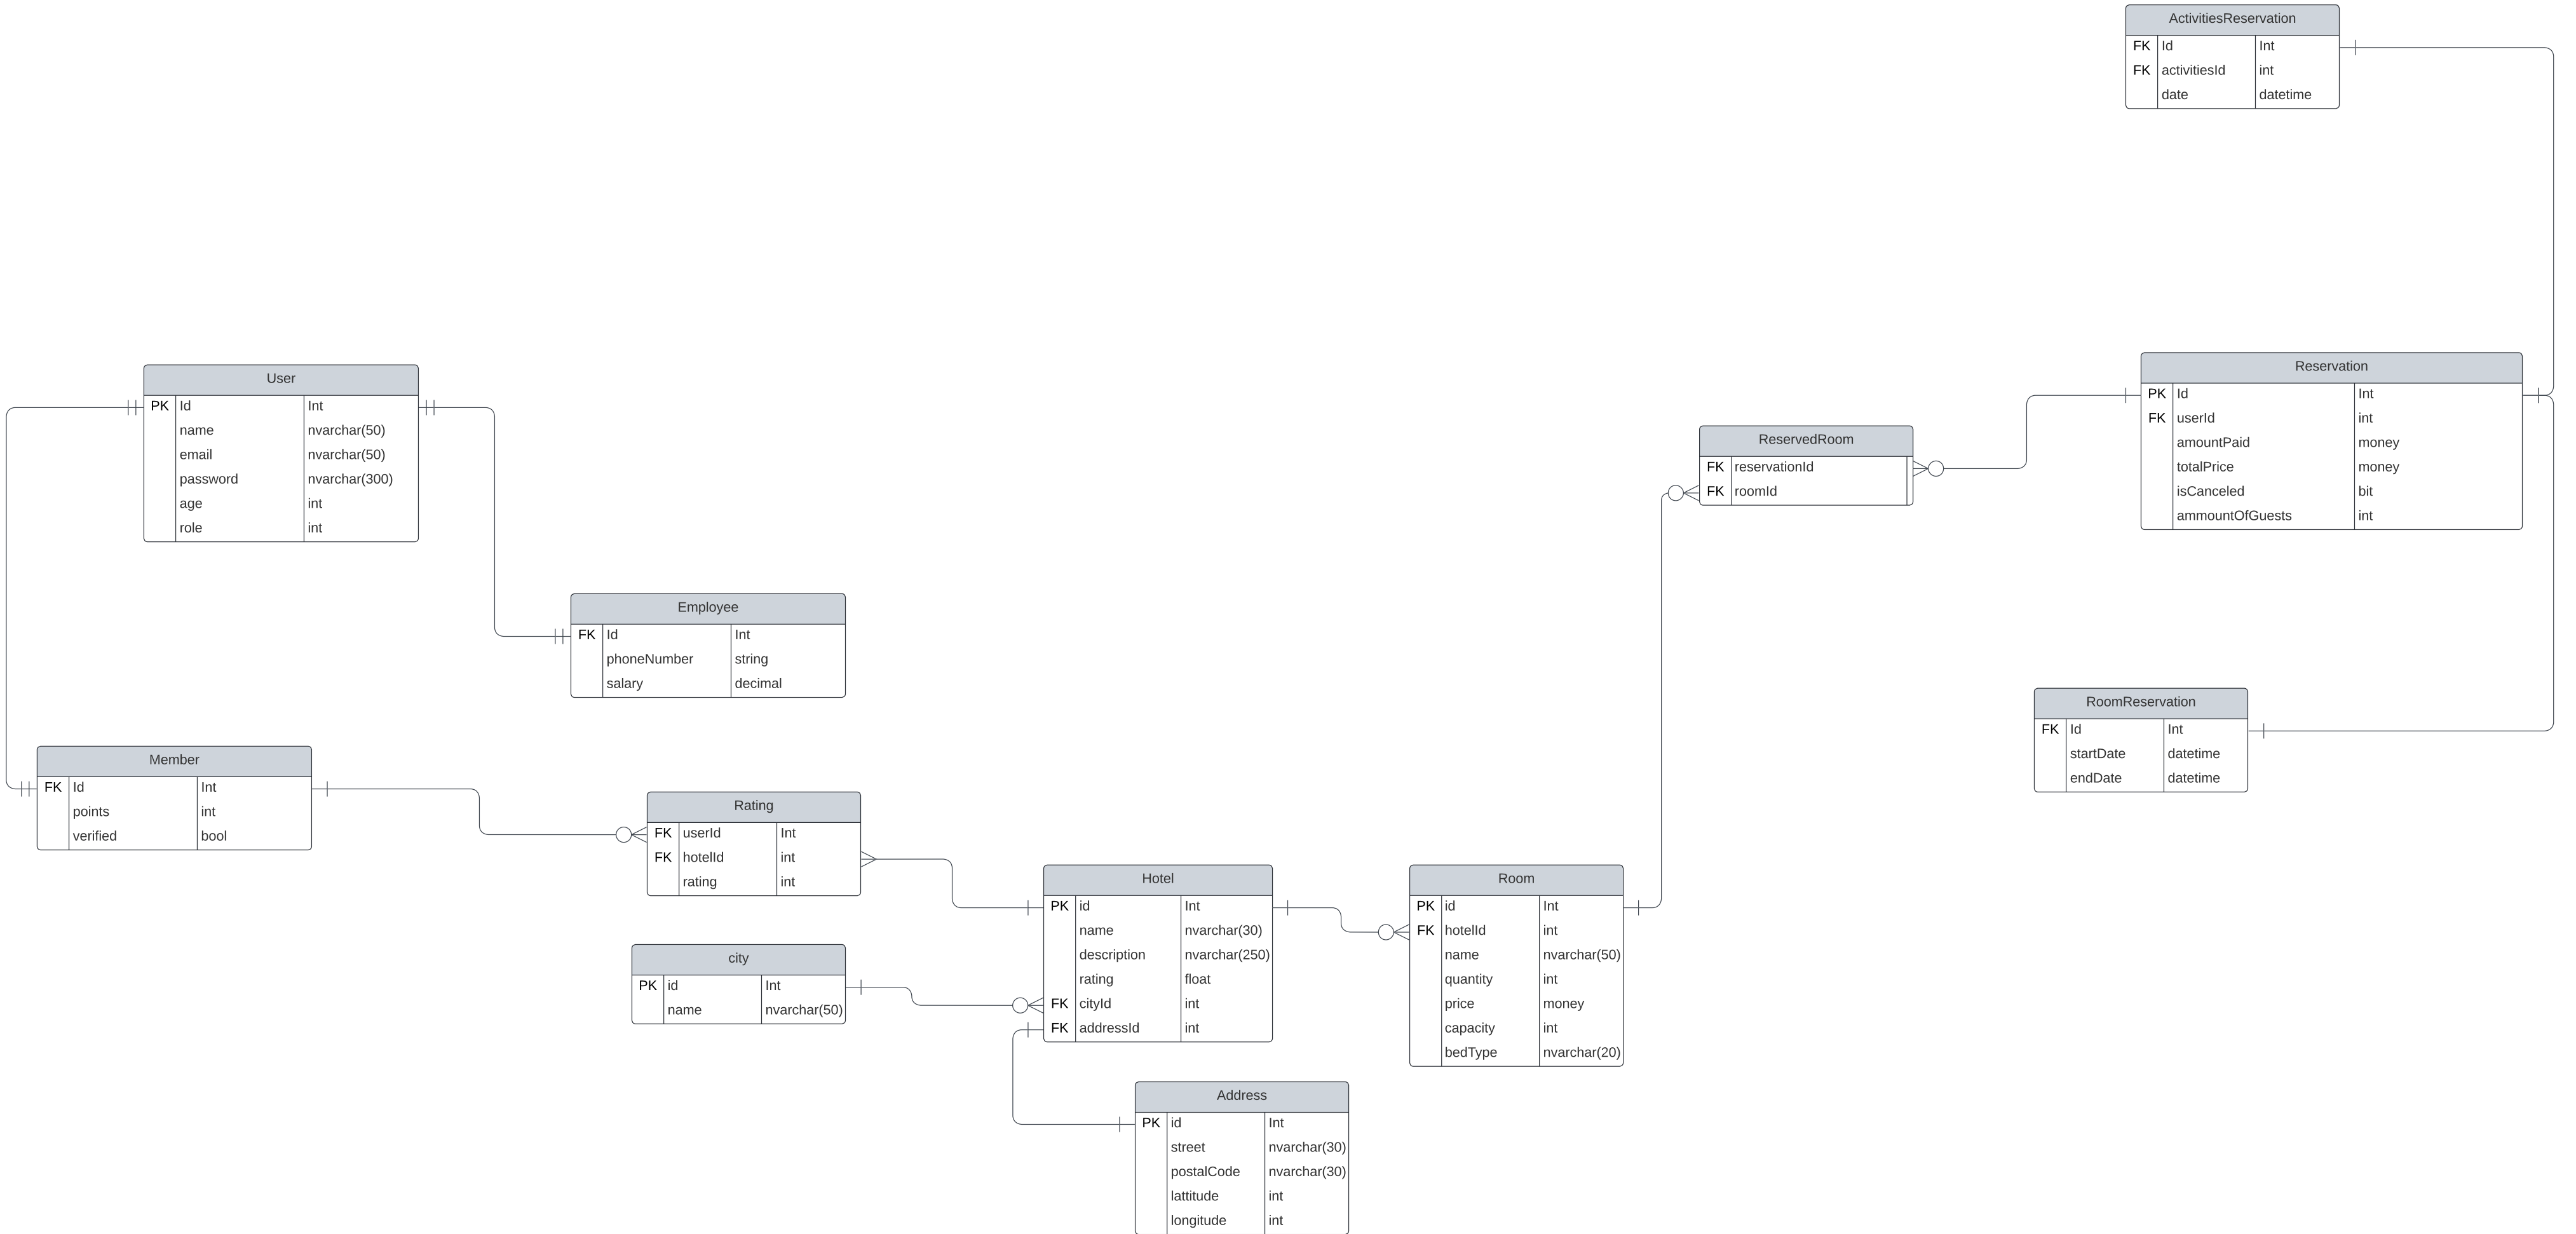 ActivitiesReservation
FK Id Int
FK activitiesId int
date datetime
User
PK Id Int
name nvarchar(50)
email nvarchar(50)
password nvarchar(300)
age int
role int
Reservation
PK Id Int
FK userId int
amountPaid money
totalPrice money
isCanceled bit
ammountOfGuests int
ReservedRoom
FK reservationId
FK roomId
Employee
FK Id Int
phoneNumber string
salary decimal
RoomReservation
FK Id Int
startDate datetime
endDate datetime
Member
FK Id Int
points int
verified bool
Rating
FK userId Int
FK hotelId int
rating int
Hotel
PK id Int
name nvarchar(30)
description nvarchar(250)
rating float
FK cityId int
FK addressId int
Room
PK id Int
FK hotelId int
name nvarchar(50)
quantity int
price money
capacity int
bedType nvarchar(20)
city
PK id Int
name nvarchar(50)
Address
PK id Int
street nvarchar(30)
postalCode nvarchar(30)
lattitude int
longitude int